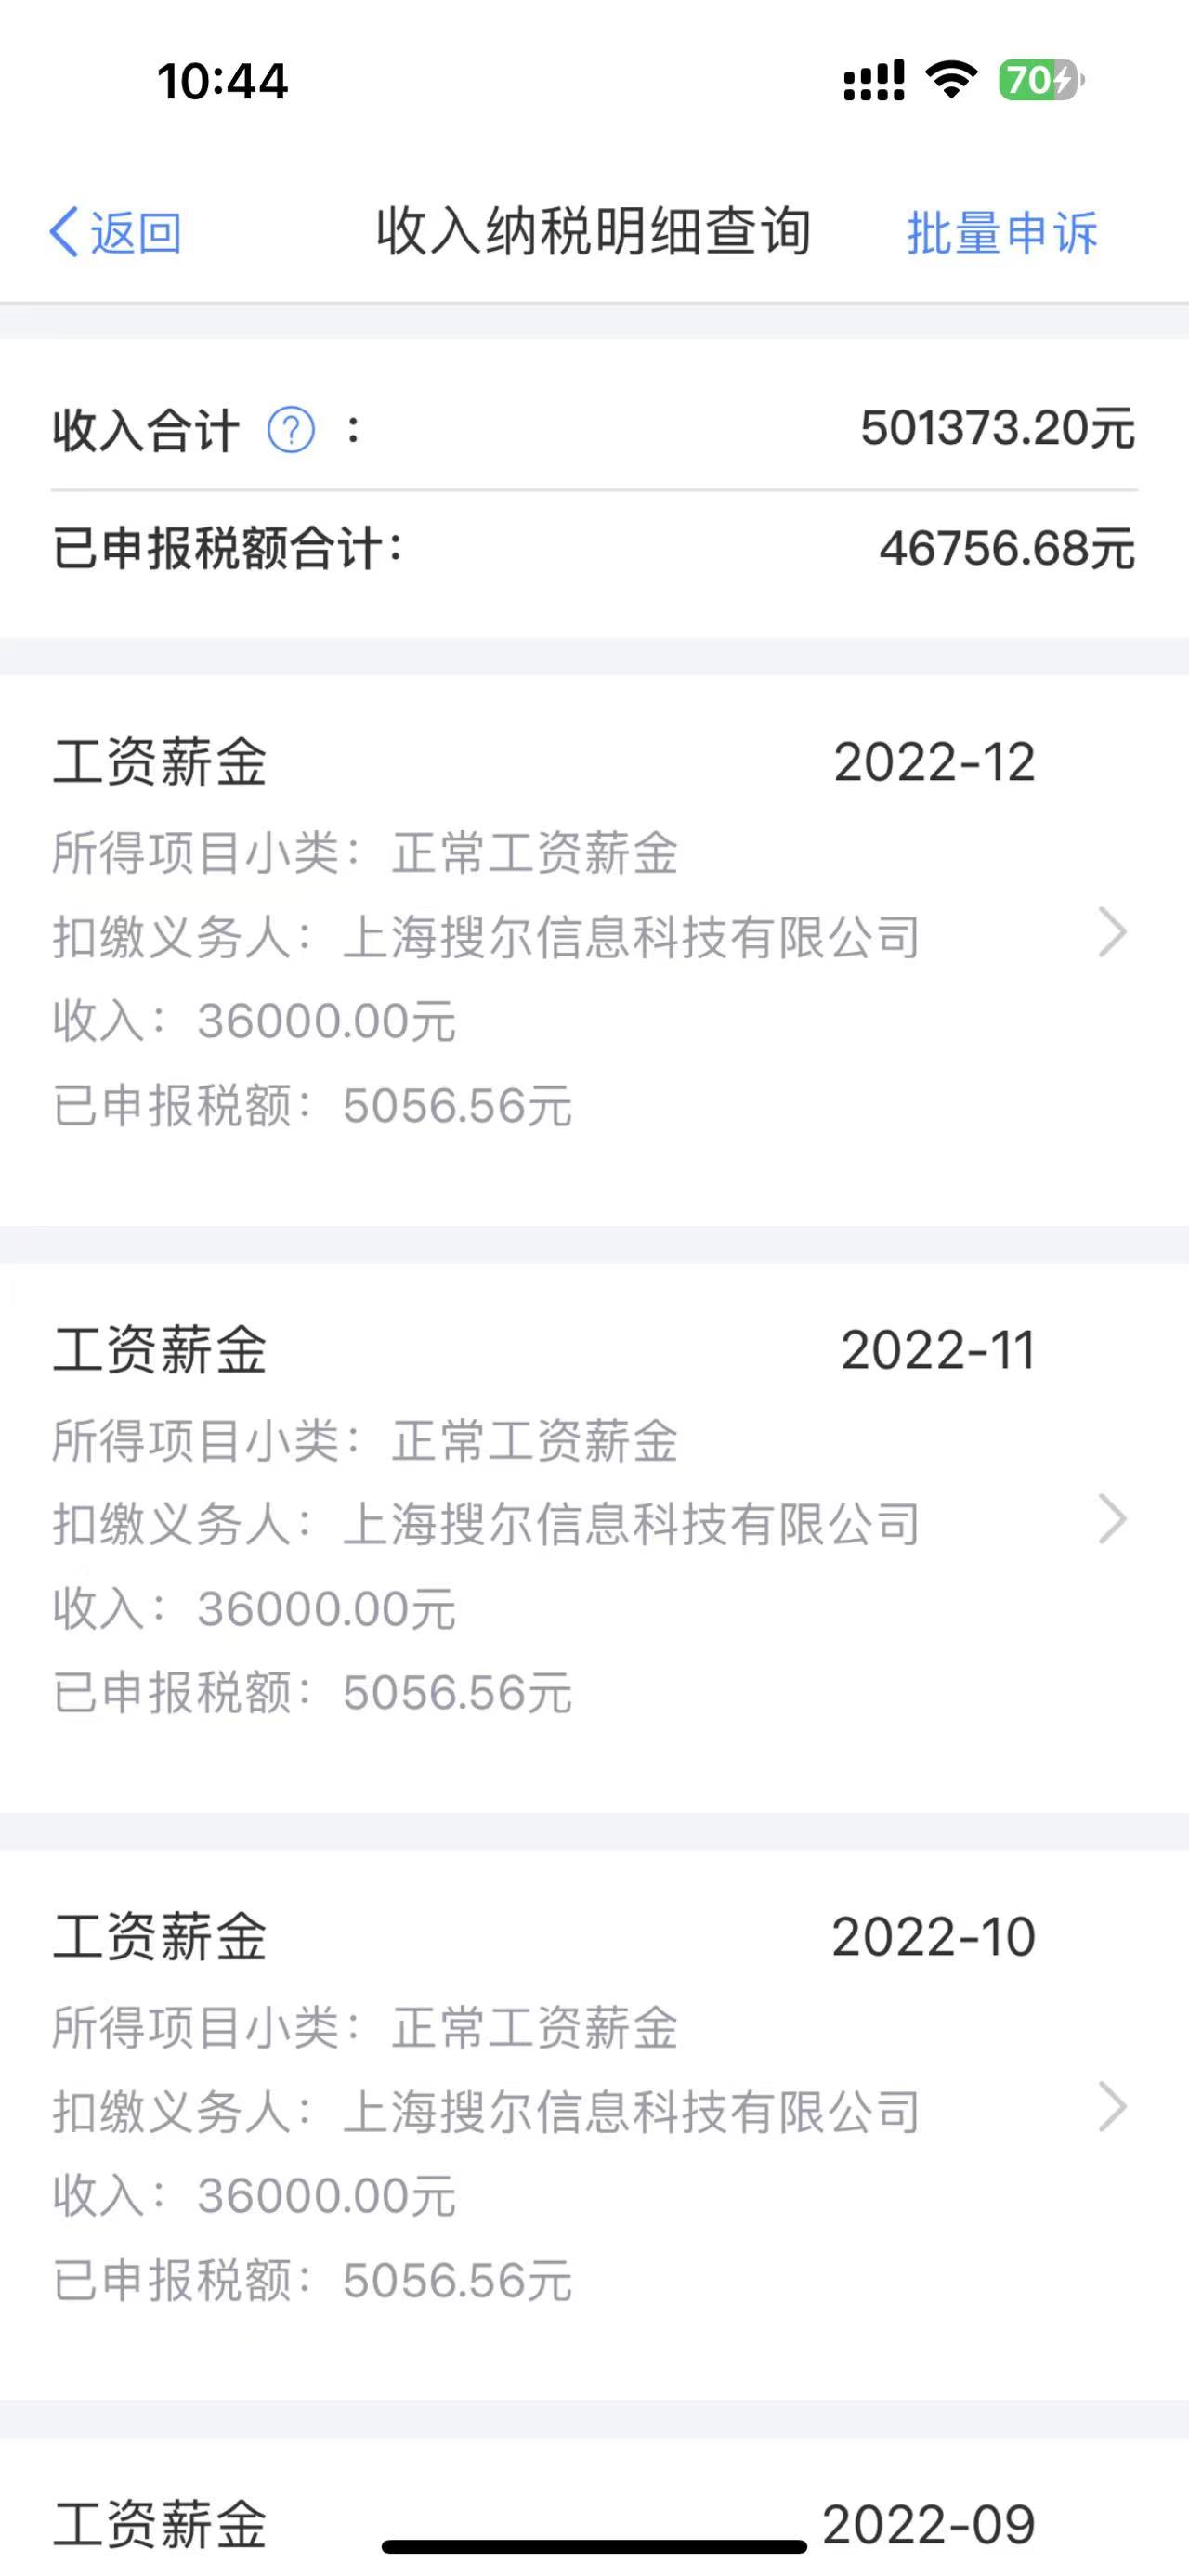 10:44
70
返回
收入纳税明细查询
批量申诉
收入合计 ? ： 501373.20元
已申报税额合计： 46756.68元
工资薪金 2022-12
所得项目小类：正常工资薪金
扣缴义务人：上海搜尔信息科技有限公司
收入：36000.00元
已申报税额：5056.56元
工资薪金 2022-11
所得项目小类：正常工资薪金
扣缴义务人：上海搜尔信息科技有限公司
收入：36000.00元
已申报税额：5056.56元
工资薪金 2022-10
所得项目小类：正常工资薪金
扣缴义务人：上海搜尔信息科技有限公司
收入：36000.00元
已申报税额：5056.56元
工资薪金 2022-09